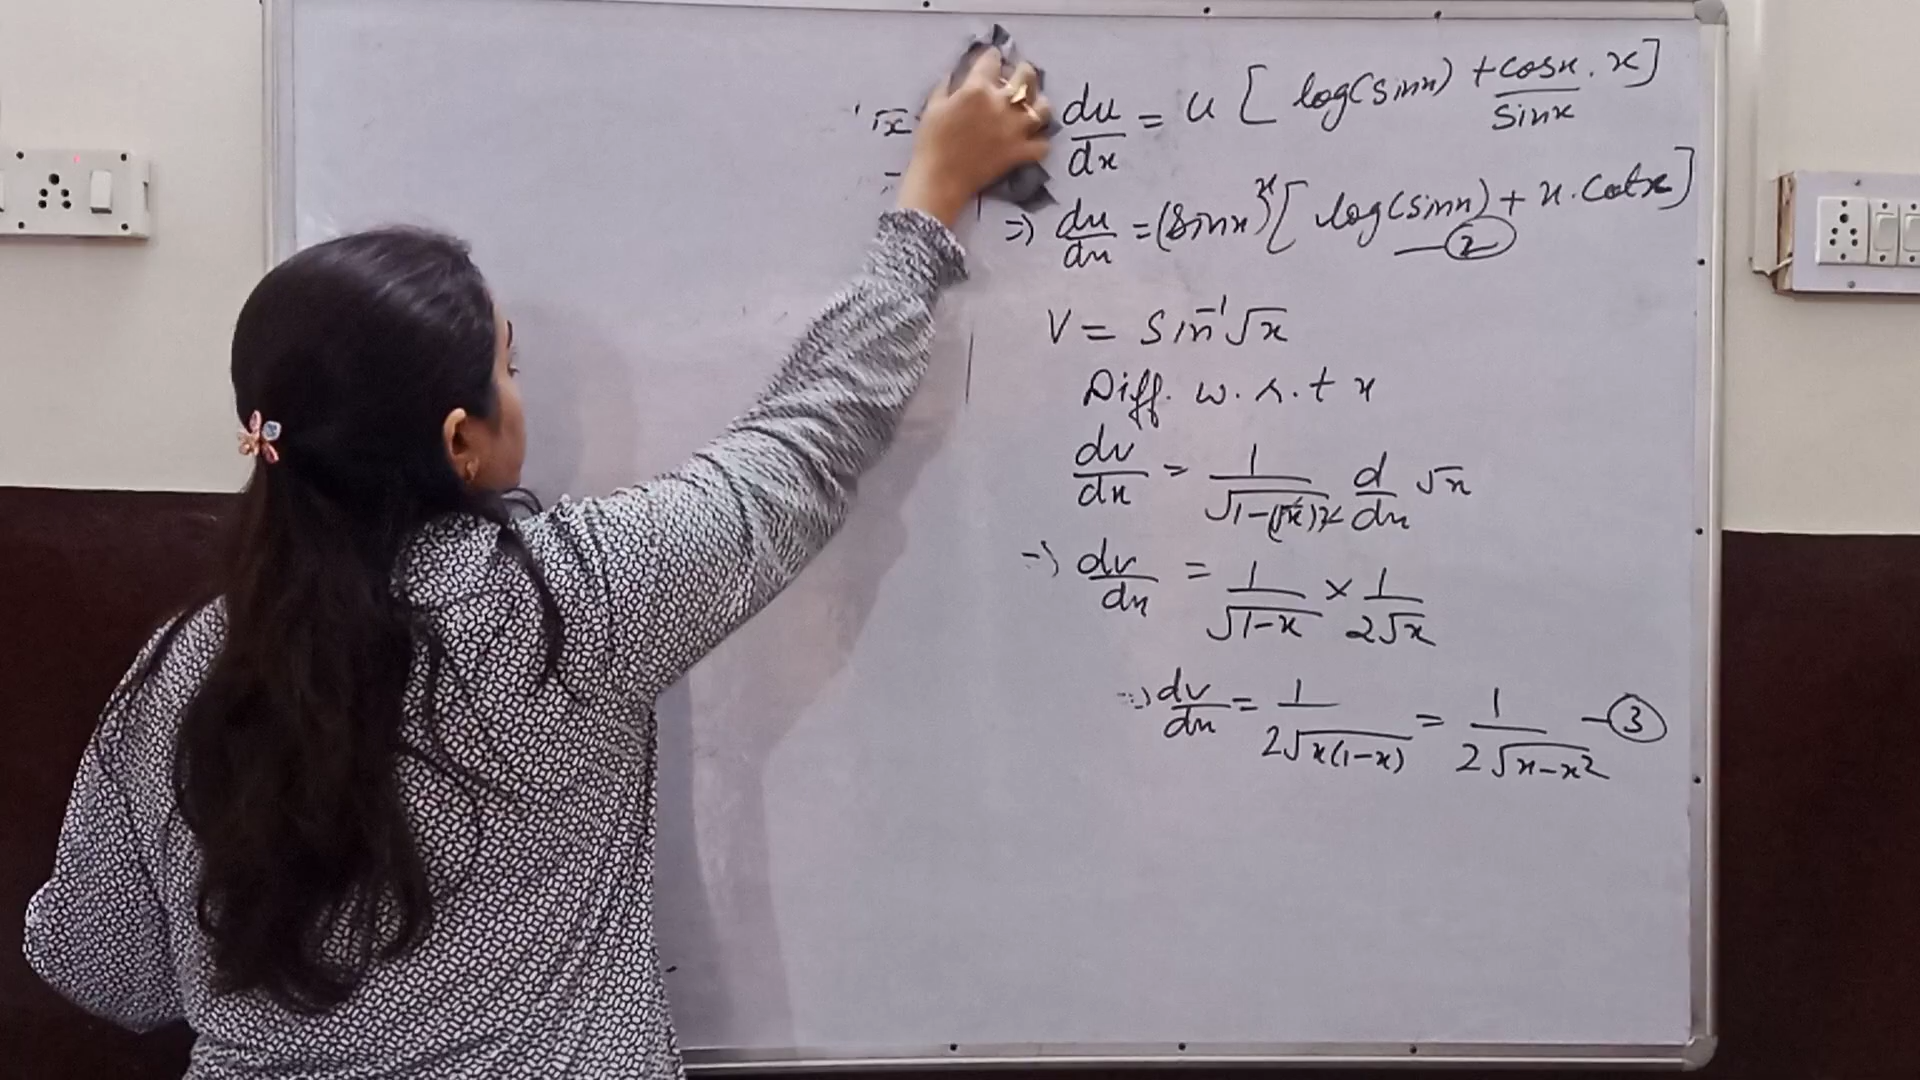 √x
du/dx = u [ log(sinx) + cosx/sinx . x ]
=> du/dx = (sinx)^x [ log(sinx) + x.cotx ]
—②
V = Sin⁻¹√x
Diff. w.r.t x
dv/dx = 1/√1-(√x)² d/dx √x
=> dv/dx = 1/√1-x × 1/2√x
=> dv/dx = 1/2√x(1-x) = 1/2√x-x² —③